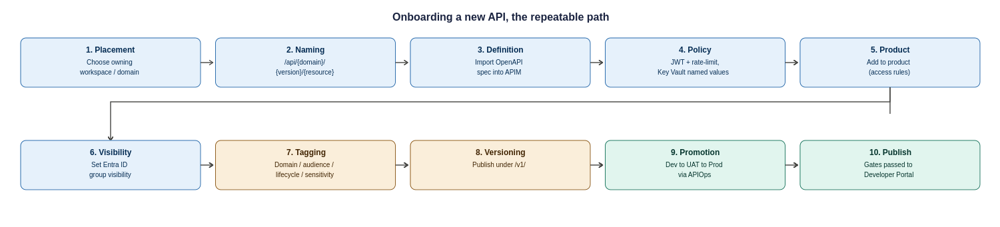 Onboarding a new API, the repeatable path
1. Placement
Choose owning
workspace / domain
2. Naming
/api/{domain}/
{version}/{resource}
3. Definition
Import OpenAPI
spec into APIM
4. Policy
JWT + rate-limit,
Key Vault named values
5. Product
Add to product
(access rules)
6. Visibility
Set Entra ID
group visibility
7. Tagging
Domain / audience /
lifecycle / sensitivity
8. Versioning
Publish under /v1/
9. Promotion
Dev to UAT to Prod
via APIOps
10. Publish
Gates passed to
Developer Portal